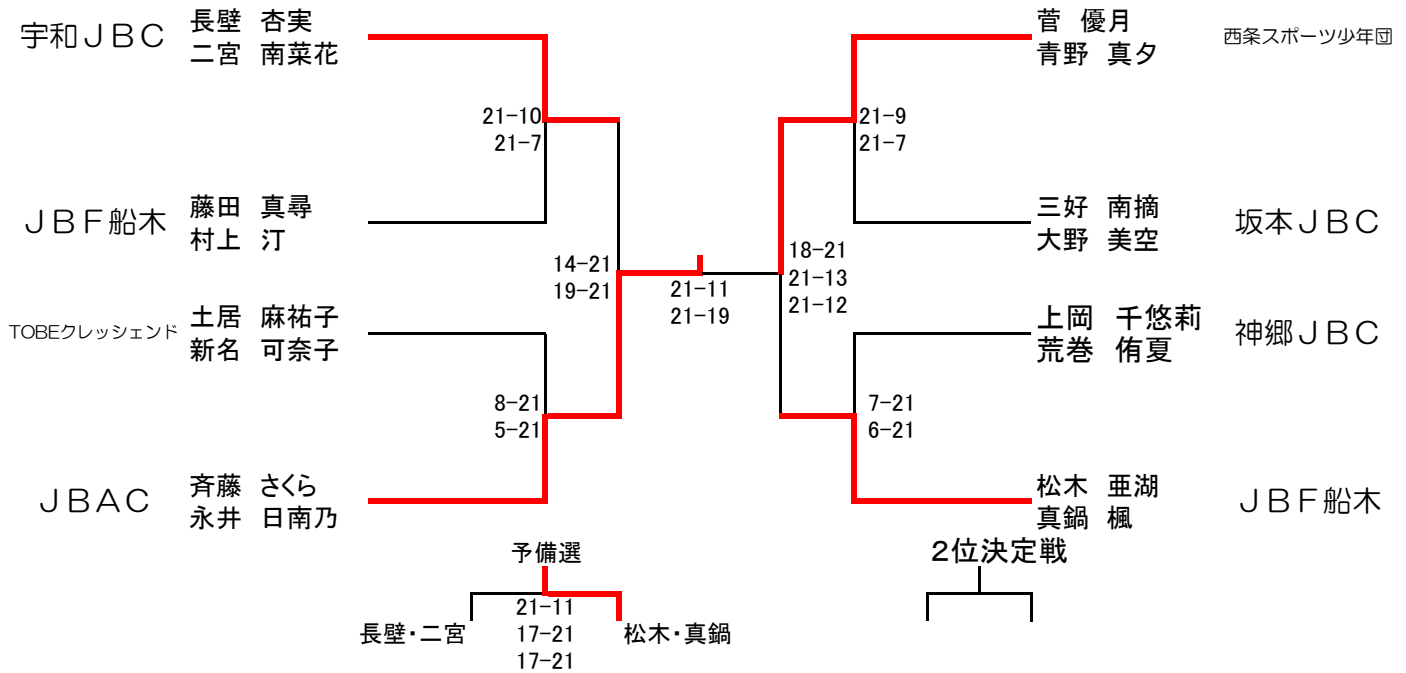 宇和ＪＢＣ
長壁 杏実
二宮 南菜花
菅 優月
青野 真夕
西条スポーツ少年団
21-10
21-7
21-9
21-7
ＪＢＦ船木
藤田 真尋
村上 汀
三好 南摘
大野 美空
坂本ＪＢＣ
14-21
19-21
21-11
21-19
18-21
21-13
21-12
TOBEクレッシェンド
土居 麻祐子
新名 可奈子
上岡 千悠莉
荒巻 侑夏
神郷ＪＢＣ
8-21
5-21
7-21
6-21
ＪＢＡＣ
斉藤 さくら
永井 日南乃
松木 亜湖
真鍋 楓
ＪＢＦ船木
予備選
21-11
17-21
17-21
長壁・二宮
松木・真鍋
２位決定戦